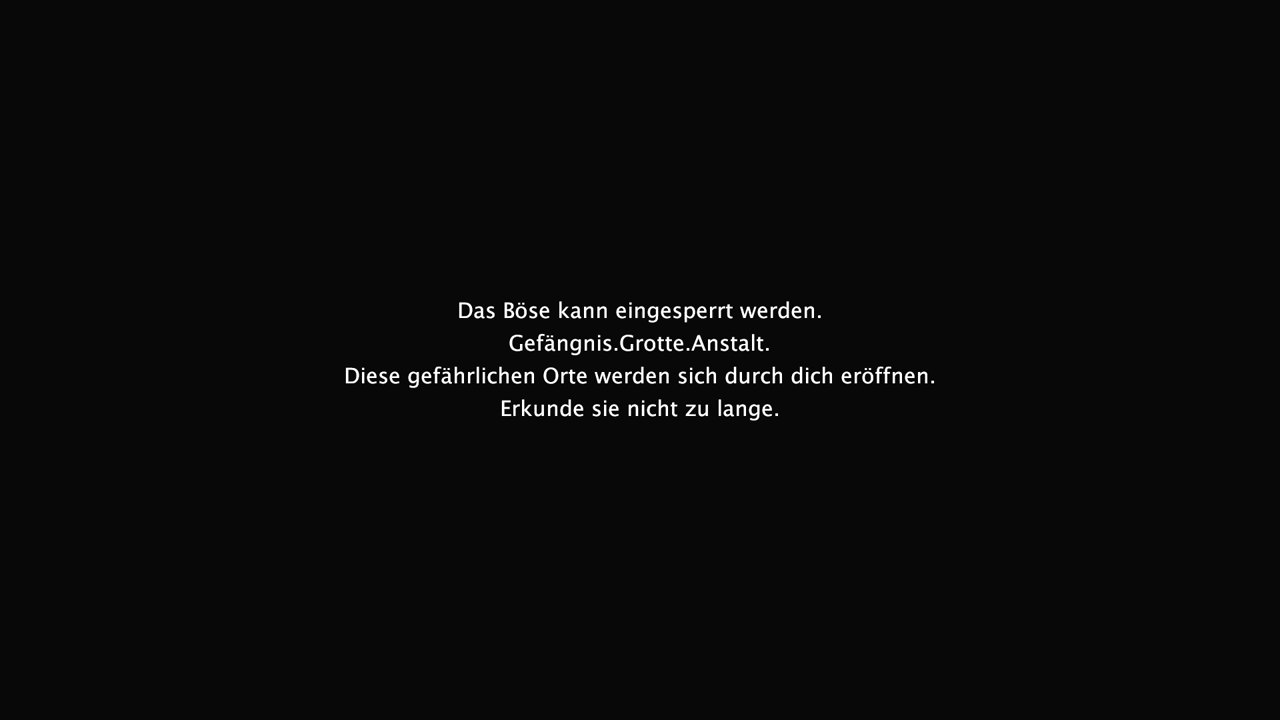 Das Böse kann eingesperrt werden.
Gefängnis.Grotte.Anstalt.
Diese gefährlichen Orte werden sich durch dich eröffnen.
Erkunde sie nicht zu lange.